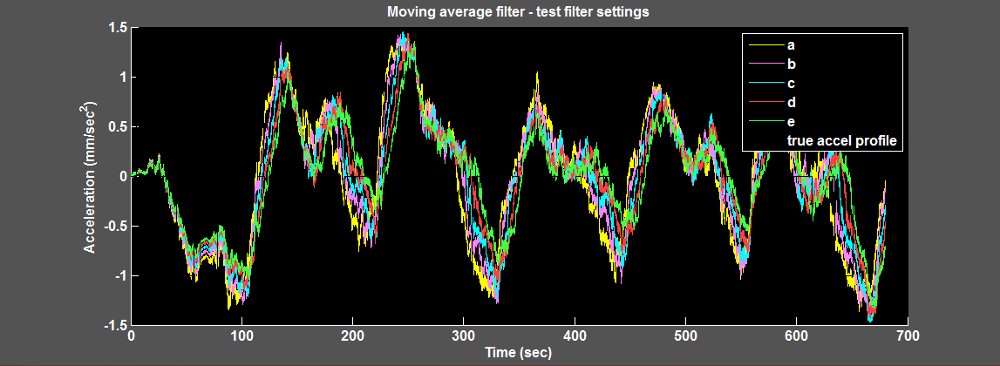 Moving average filter - test filter settings
1.5
1
0.5
0
-0.5
-1
-1.5
Acceleration (mm/sec²)
a
b
c
d
e
true accel profile
0 100 200 300 400 500 600 700
Time (sec)